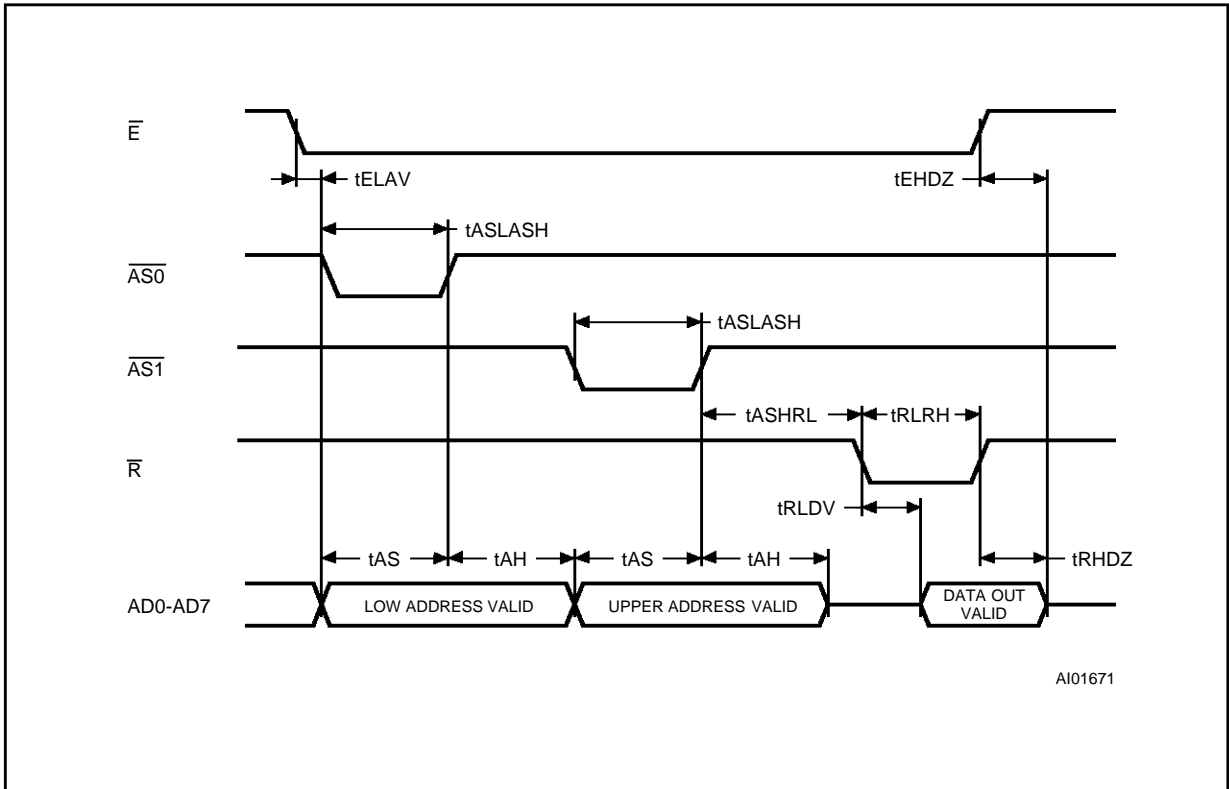 E
tELAV
tEHDZ
tASLASH
AS0
tASLASH
AS1
tASHRL
tRLRH
R
tRLDV
tAS
tAH
tAS
tAH
tRHDZ
AD0-AD7
LOW ADDRESS VALID
UPPER ADDRESS VALID
DATA OUT
VALID
AI01671